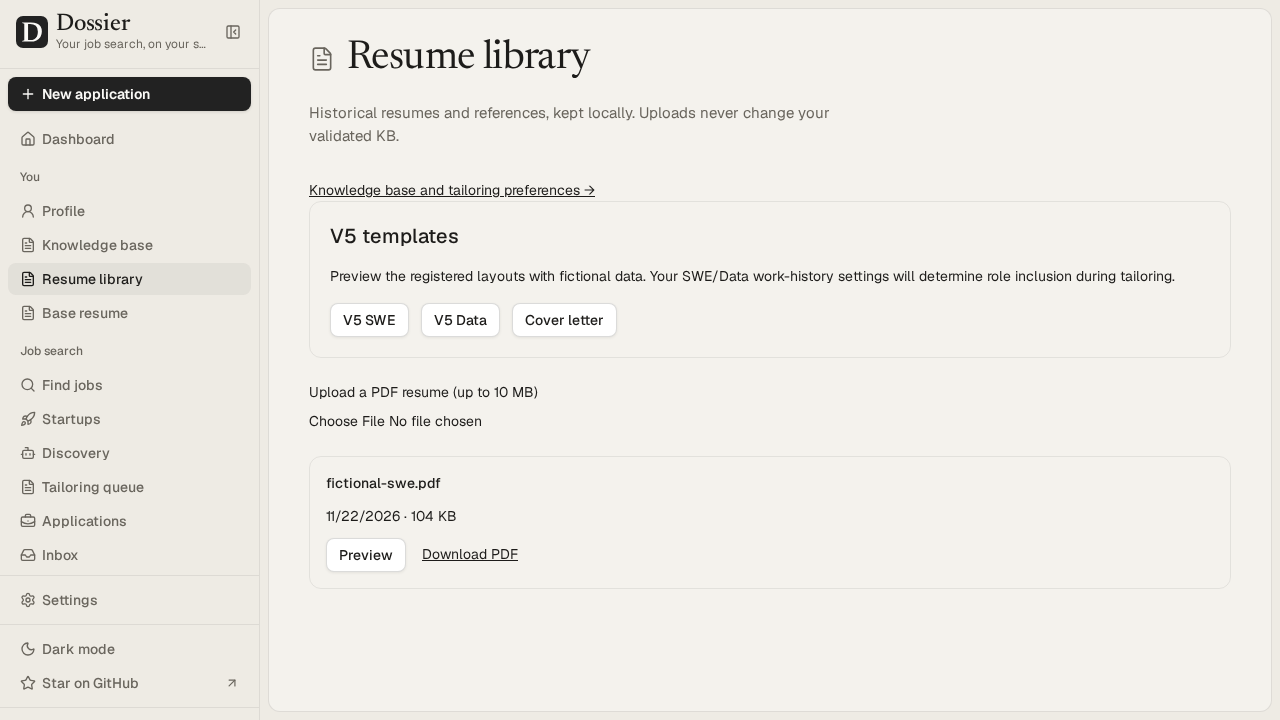 D
Dossier
Your job search, on your s…
New application
Dashboard
You
Profile
Knowledge base
Resume library
Base resume
Job search
Find jobs
Startups
Discovery
Tailoring queue
Applications
Inbox
Settings
Dark mode
Star on GitHub
Resume library
Historical resumes and references, kept locally. Uploads never change your
validated KB.
Knowledge base and tailoring preferences →
V5 templates
Preview the registered layouts with fictional data. Your SWE/Data work-history settings will determine role inclusion during tailoring.
V5 SWE
V5 Data
Cover letter
Upload a PDF resume (up to 10 MB)
Choose File No file chosen
fictional-swe.pdf
11/22/2026 · 104 KB
Preview
Download PDF